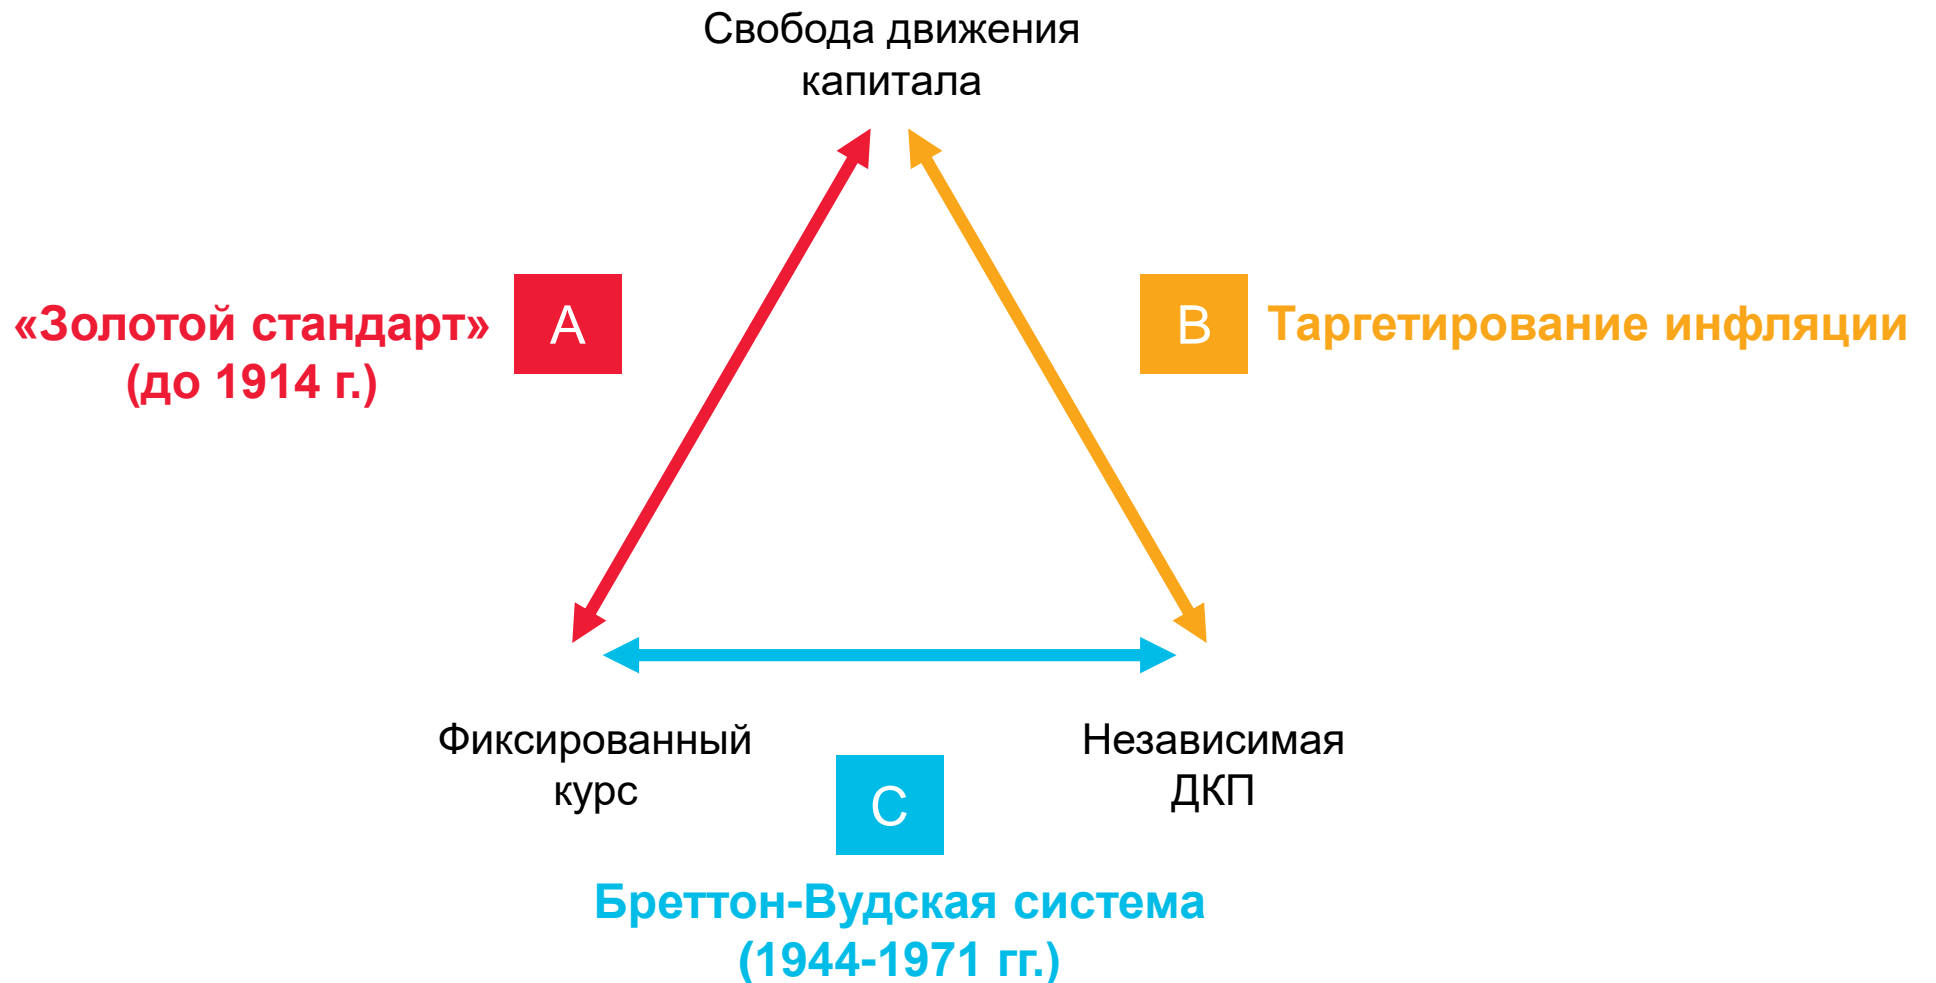 Свобода движения
капитала
«Золотой стандарт»
(до 1914 г.)
A
B
Таргетирование инфляции
Фиксированный
курс
Независимая
ДКП
C
Бреттон-Вудская система
(1944-1971 гг.)